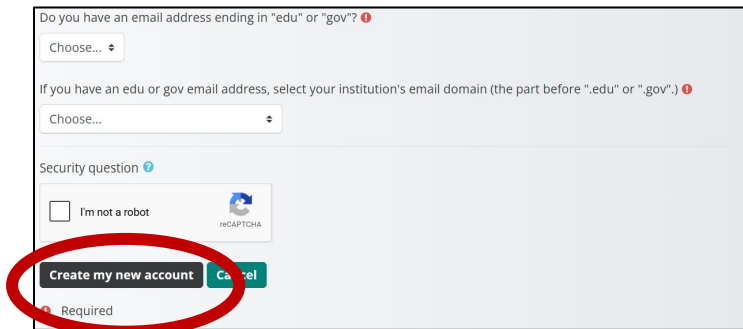 Do you have an email address ending in "edu" or "gov"?
Choose...
If you have an edu or gov email address, select your institution's email domain (the part before ".edu" or ".gov".)
Choose...
Security question
I'm not a robot
reCAPTCHA
Create my new account Cancel
Required